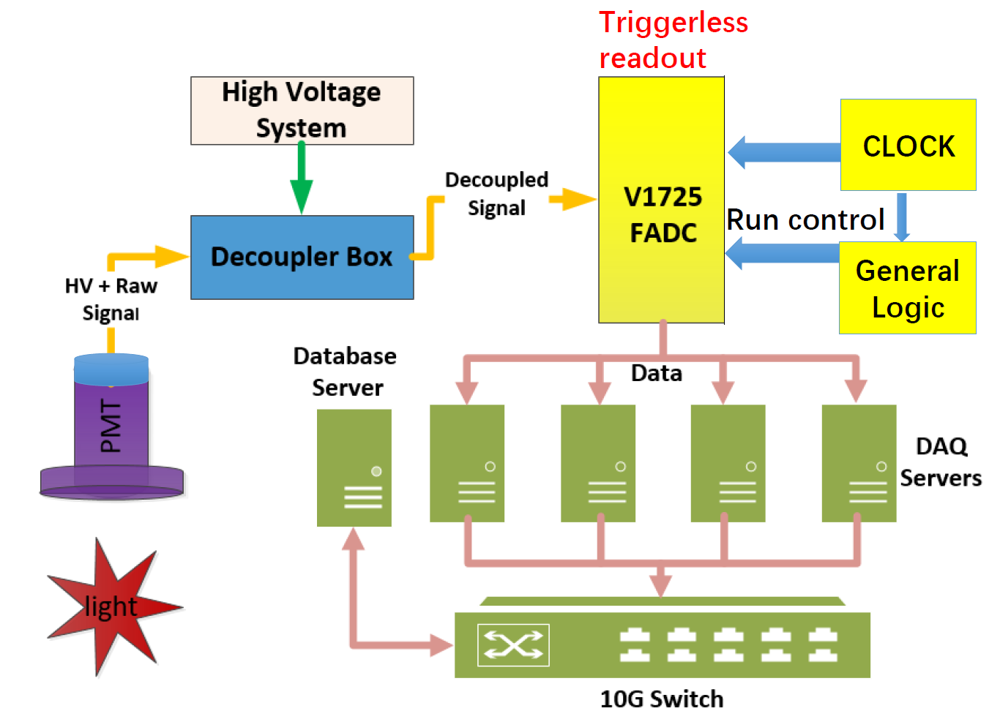 Triggerless
readout
High Voltage
System
CLOCK
Decoupled
Signal
V1725
FADC
Run control
Decoupler Box
General
Logic
HV + Raw
Signal
Database
Server
Data
PMT
DAQ
Servers
light
10G Switch